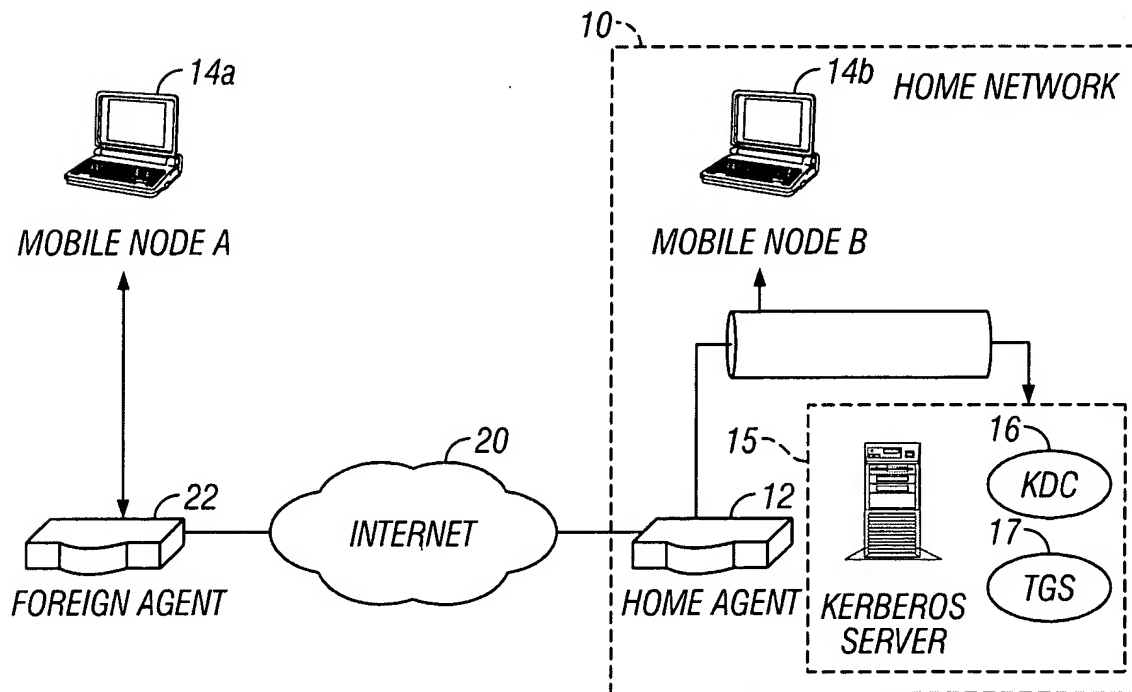 10
14a
14b
HOME NETWORK
MOBILE NODE A
MOBILE NODE B
15
16
KDC
20
22
12
INTERNET
17
TGS
FOREIGN AGENT
HOME AGENT
KERBEROS
SERVER